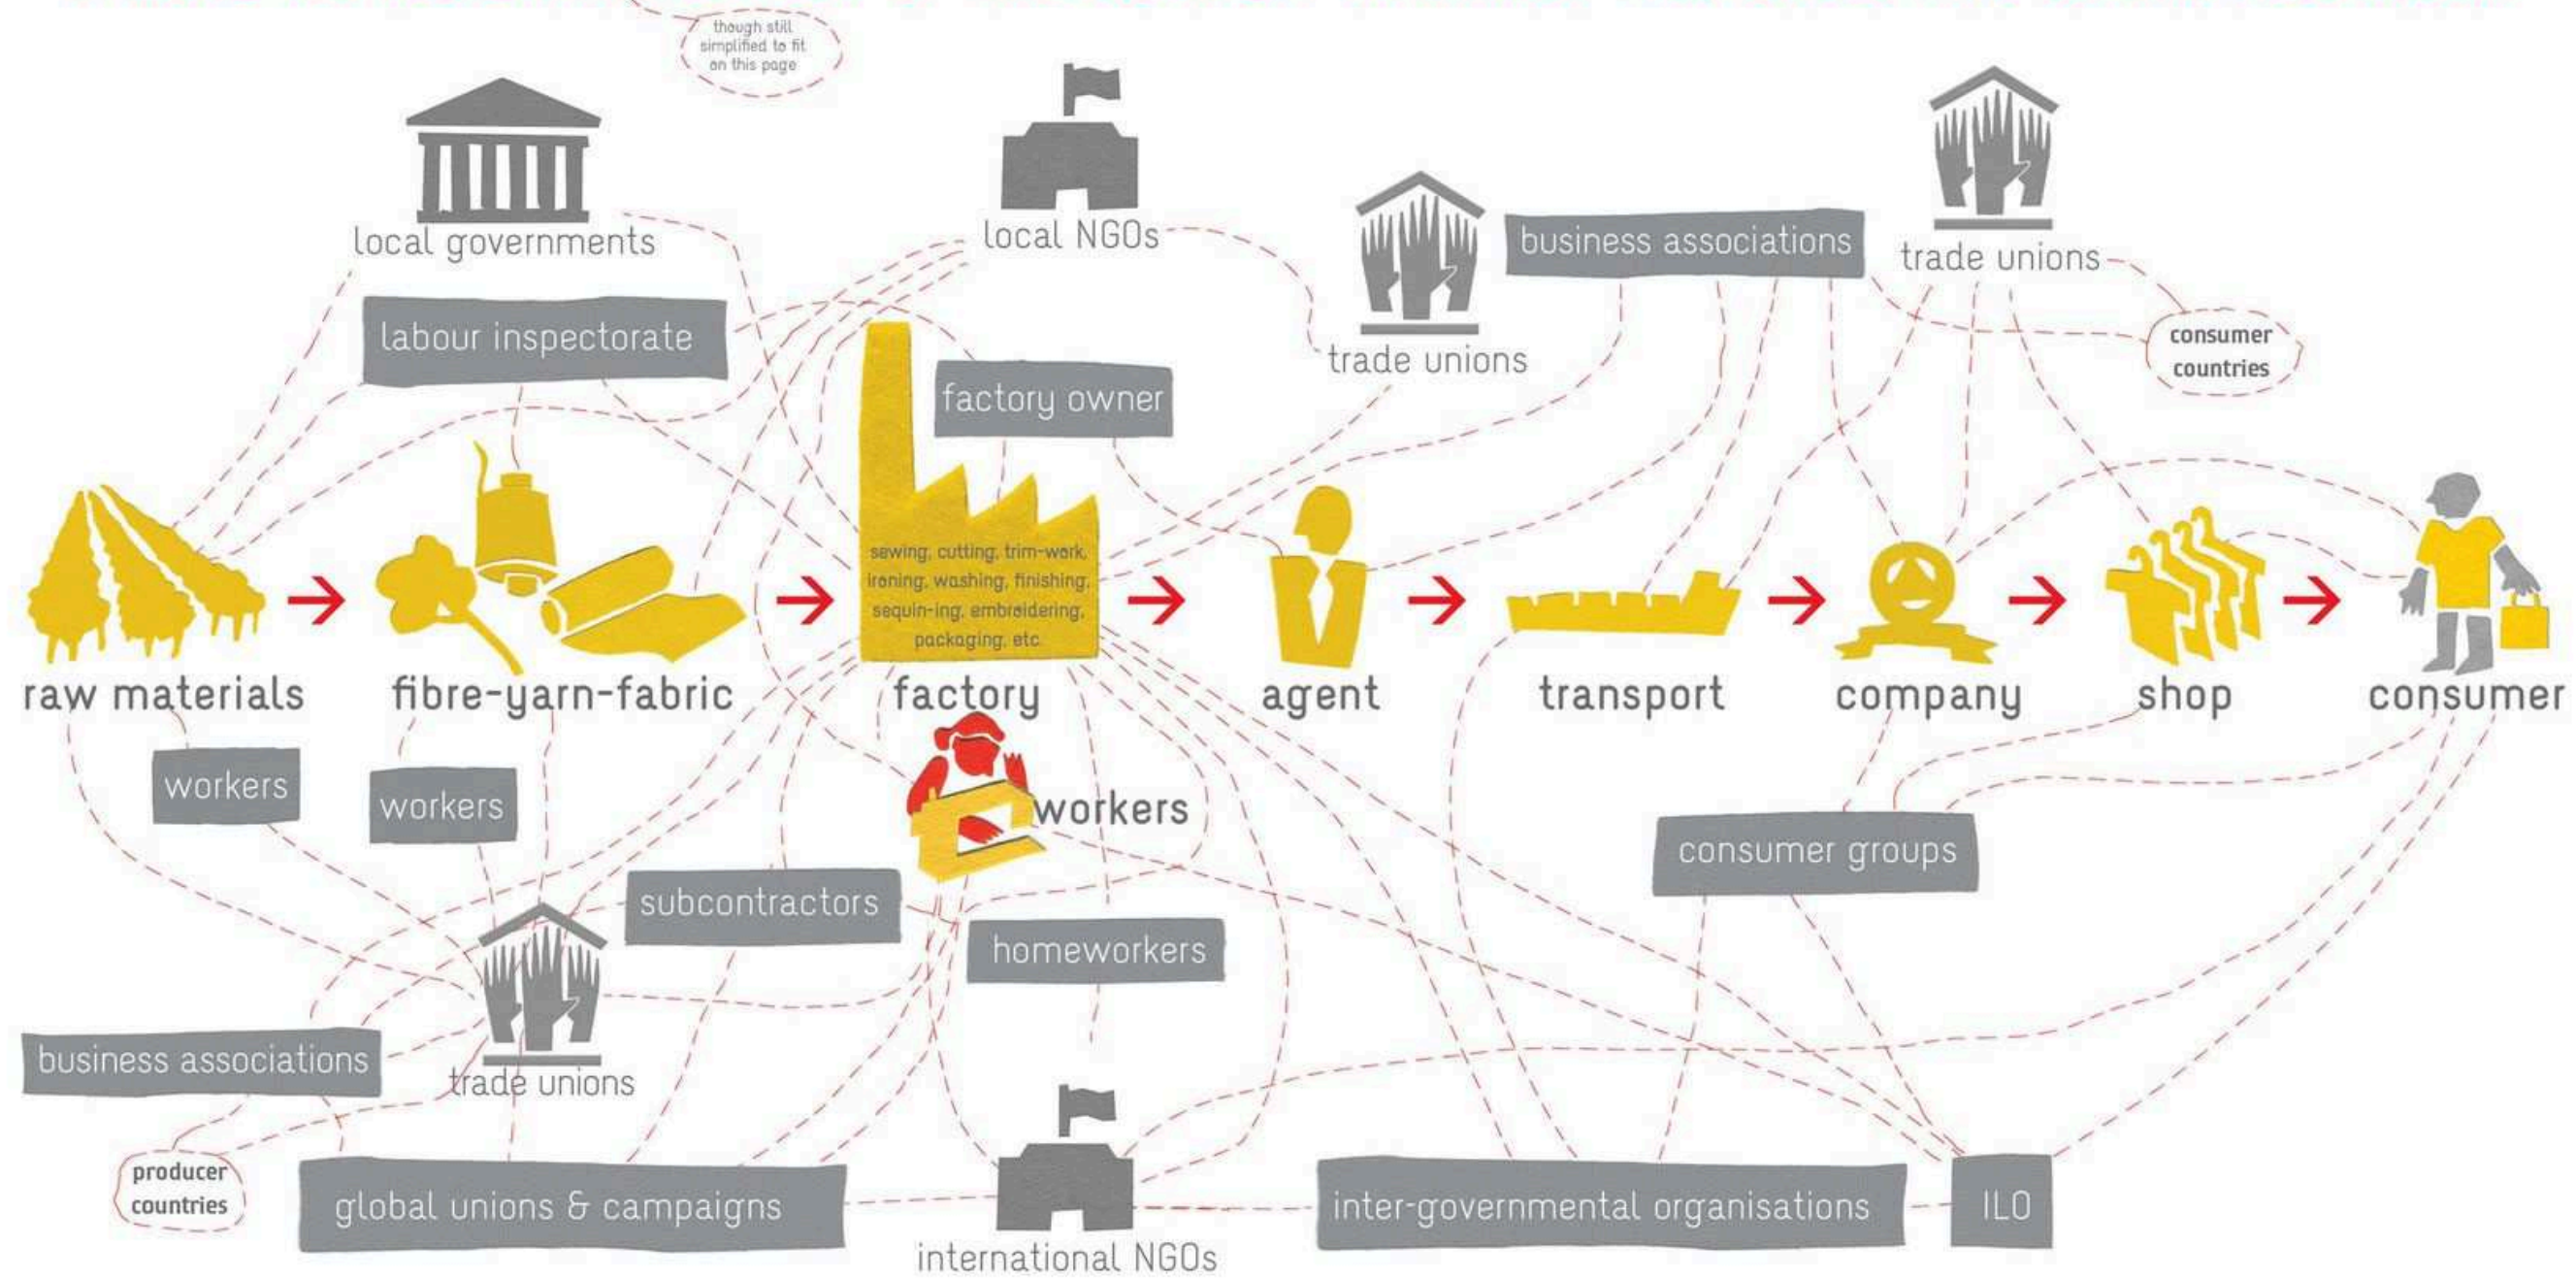 though still
simplified to fit
on this page
local governments
local NGOs
business associations
trade unions
labour inspectorate
trade unions
consumer
countries
factory owner
sewing, cutting, trim-work,
ironing, washing, finishing,
sequin-ing, embroidering,
packaging, etc.
raw materials
fibre-yarn-fabric
factory
agent
transport
company
shop
consumer
workers
workers
workers
consumer groups
subcontractors
homeworkers
business associations
trade unions
producer
countries
global unions & campaigns
international NGOs
inter-governmental organisations
ILO